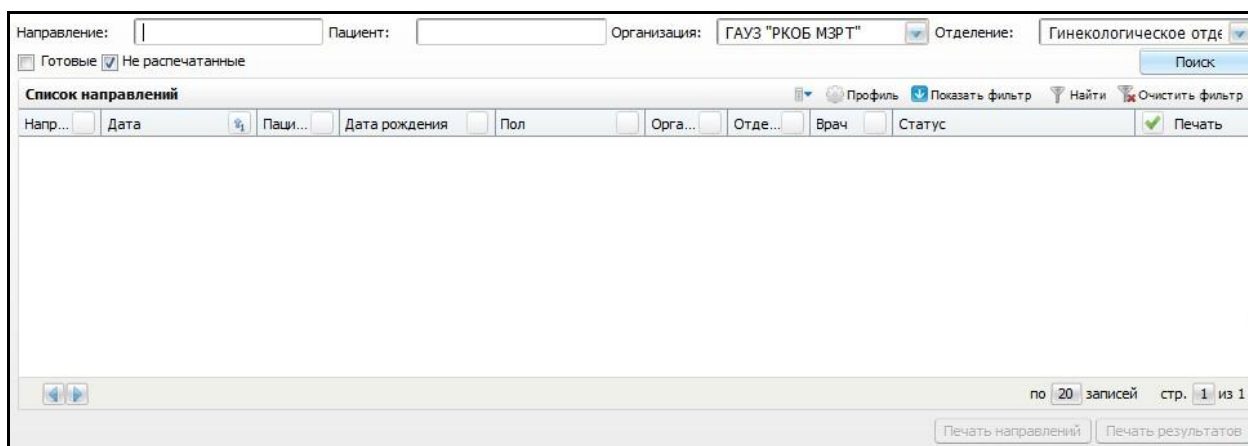 Направление: Пациент: Организация: ГАУЗ "РКОБ МЗРТ" Отделение: Гинекологическое отде
Готовые Не распечатанные Поиск
Список направлений Профиль Показать фильтр Найти Очистить фильтр
Напр... Дата 1 Паци... Дата рождения Пол Орга... Отде... Врач Статус Печать
по 20 записей стр. 1 из 1
Печать направлений Печать результатов